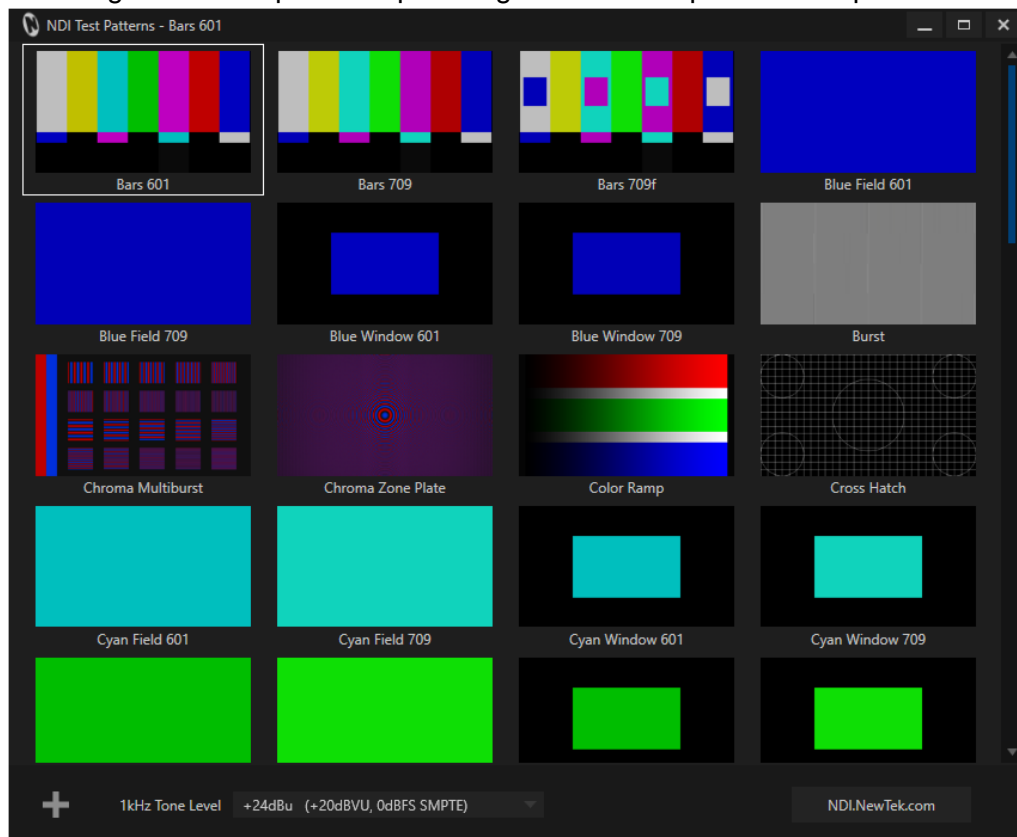 NDI Test Patterns - Bars 601
Bars 601
Bars 709
Bars 709f
Blue Field 601
Blue Field 709
Blue Window 601
Blue Window 709
Burst
Chroma Multiburst
Chroma Zone Plate
Color Ramp
Cross Hatch
Cyan Field 601
Cyan Field 709
Cyan Window 601
Cyan Window 709
1kHz Tone Level
+24dBu (+20dBVU, 0dBFS SMPTE)
NDI.NewTek.com